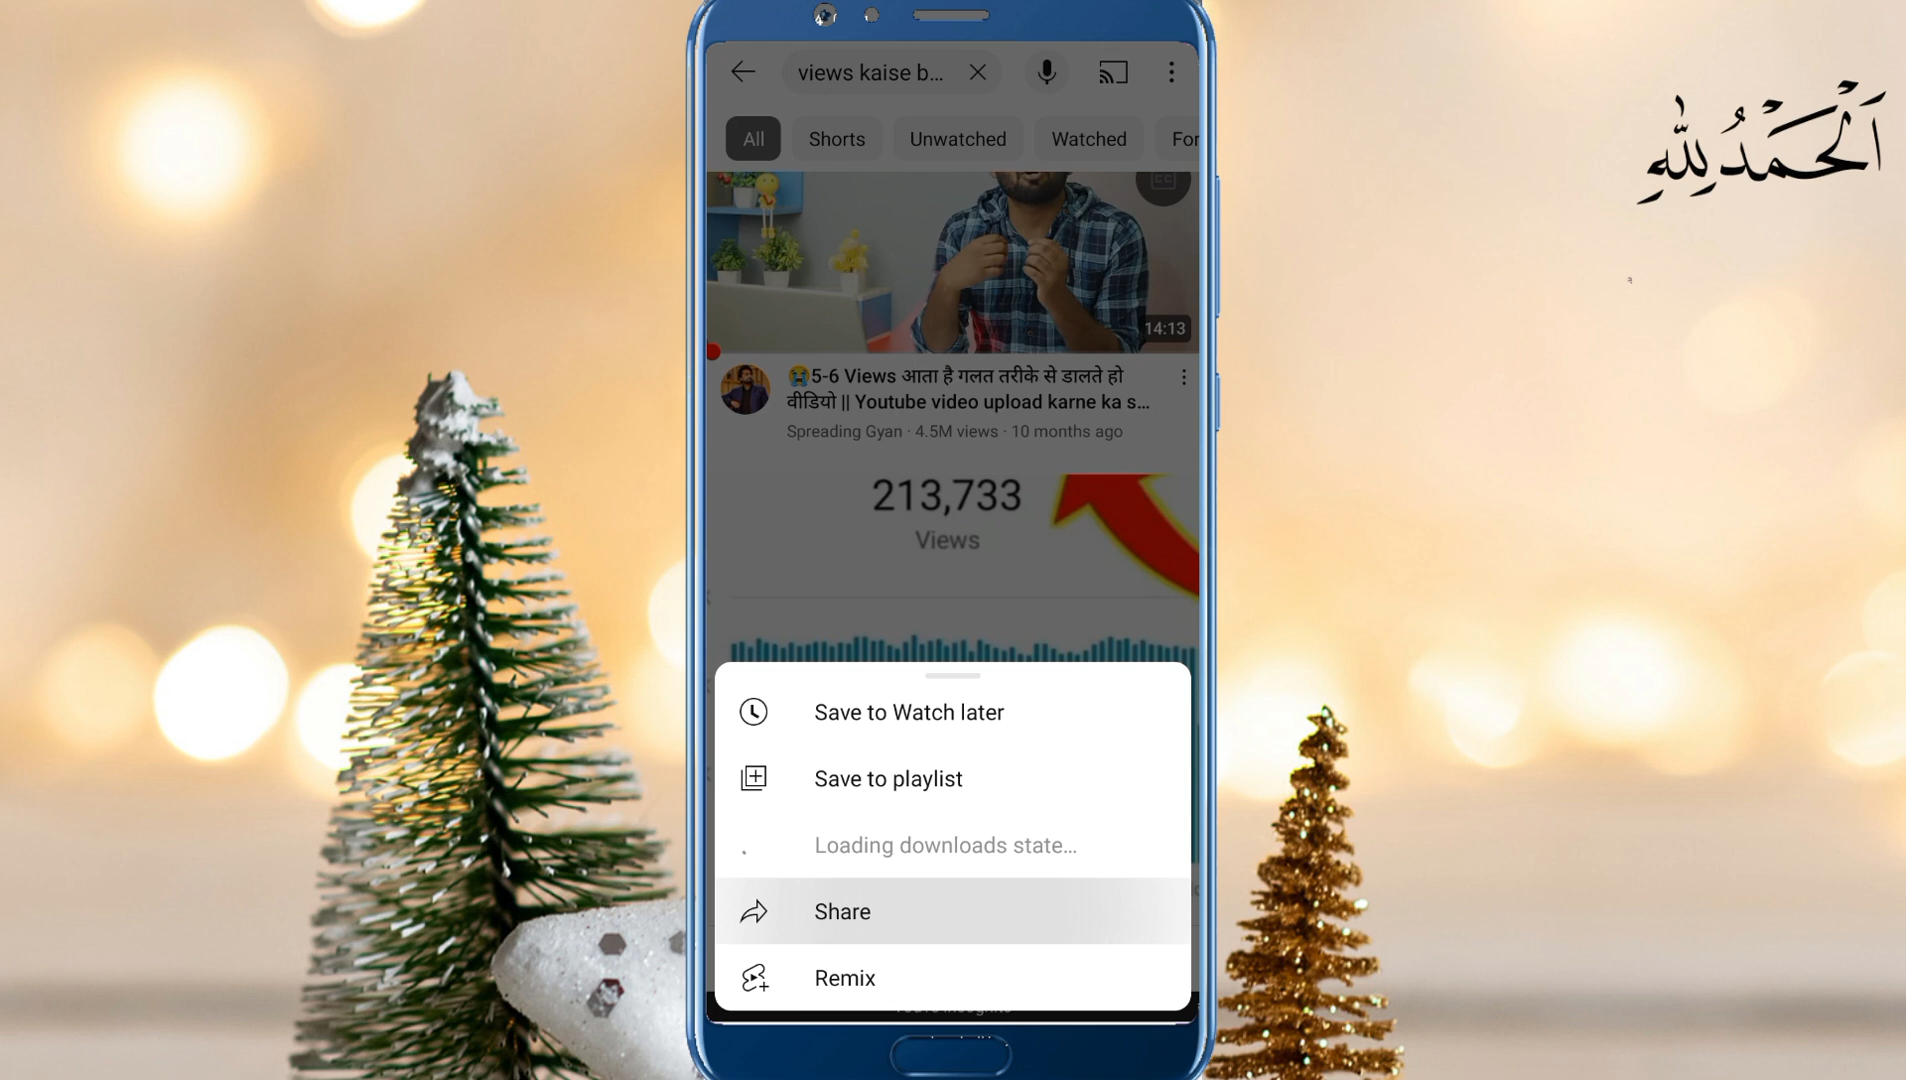 views kaise b...
All
Shorts
Unwatched
Watched
For
CC
14:13
😭5-6 Views आता है गलत तरीके से डालते हो
वीडियो || Youtube video upload karne ka s...
Spreading Gyan · 4.5M views · 10 months ago
213,733
Views
Save to Watch later
Save to playlist
Loading downloads state...
Share
Remix
اَلْحَمْدُلِلّٰهِ